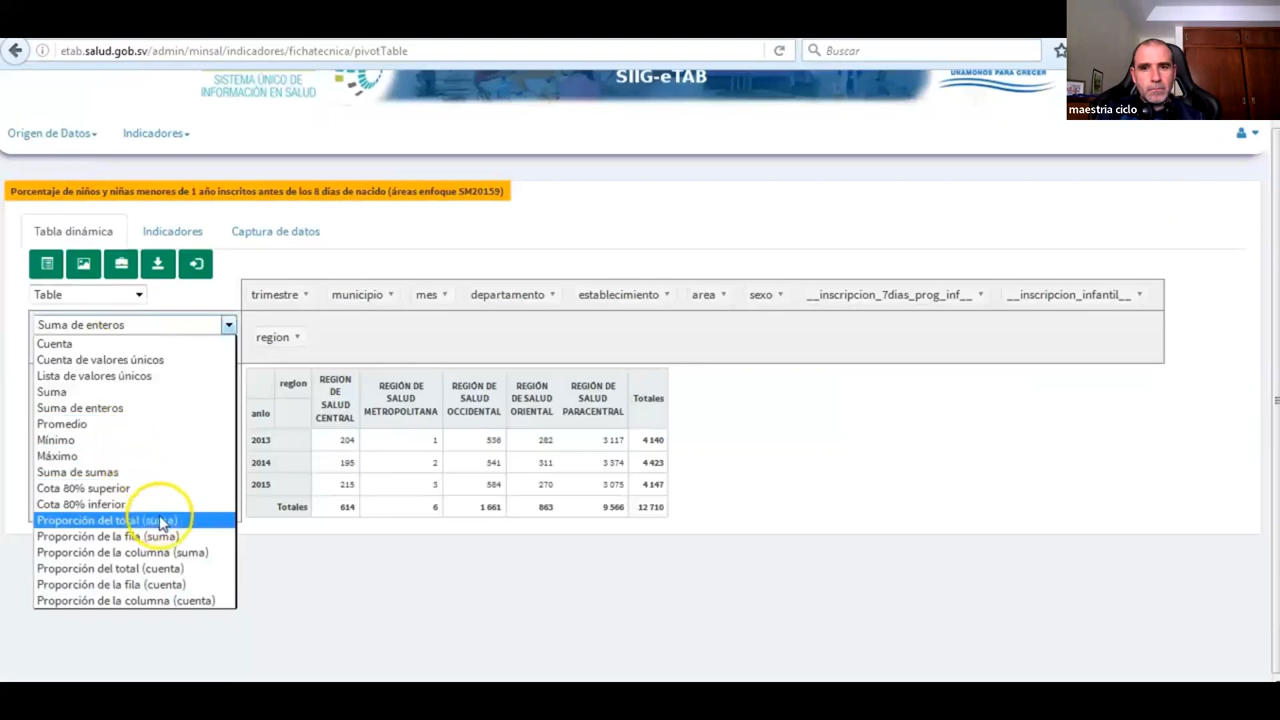 etab.salud.gob.sv/admin/minsal/indicadores/fichatecnica/pivotTable
Buscar
maestria ciclo
SISTEMA ÚNICO DE
INFORMACIÓN EN SALUD
SIIG-eTAB
UNÁMONOS PARA CRECER
Origen de Datos
Indicadores
Porcentaje de niños y niñas menores de 1 año inscritos antes de los 8 días de nacido (áreas enfoque SM20159)
Tabla dinámica
Indicadores
Captura de datos
Table
trimestre
municipio
mes
departamento
establecimiento
area
sexo
__inscripcion_7dias_prog_inf__
__inscripcion_infantil__
Suma de enteros
region
Cuenta
Cuenta de valores únicos
Lista de valores únicos
Suma
Suma de enteros
Promedio
Mínimo
Máximo
Suma de sumas
Cota 80% superior
Cota 80% inferior
Proporción del total (suma)
Proporción de la fila (suma)
Proporción de la columna (suma)
Proporción del total (cuenta)
Proporción de la fila (cuenta)
Proporción de la columna (cuenta)
region
REGION
DE
SALUD
CENTRAL
REGIÓN DE
SALUD
METROPOLITANA
REGIÓN DE
SALUD
OCCIDENTAL
REGIÓN
DE SALUD
ORIENTAL
REGIÓN DE
SALUD
PARACENTRAL
Totales
anio
2013 204 1 536 282 3 117 4 140
2014 195 2 541 311 3 374 4 423
2015 215 3 584 270 3 075 4 147
Totales 614 6 1 661 863 9 566 12 710